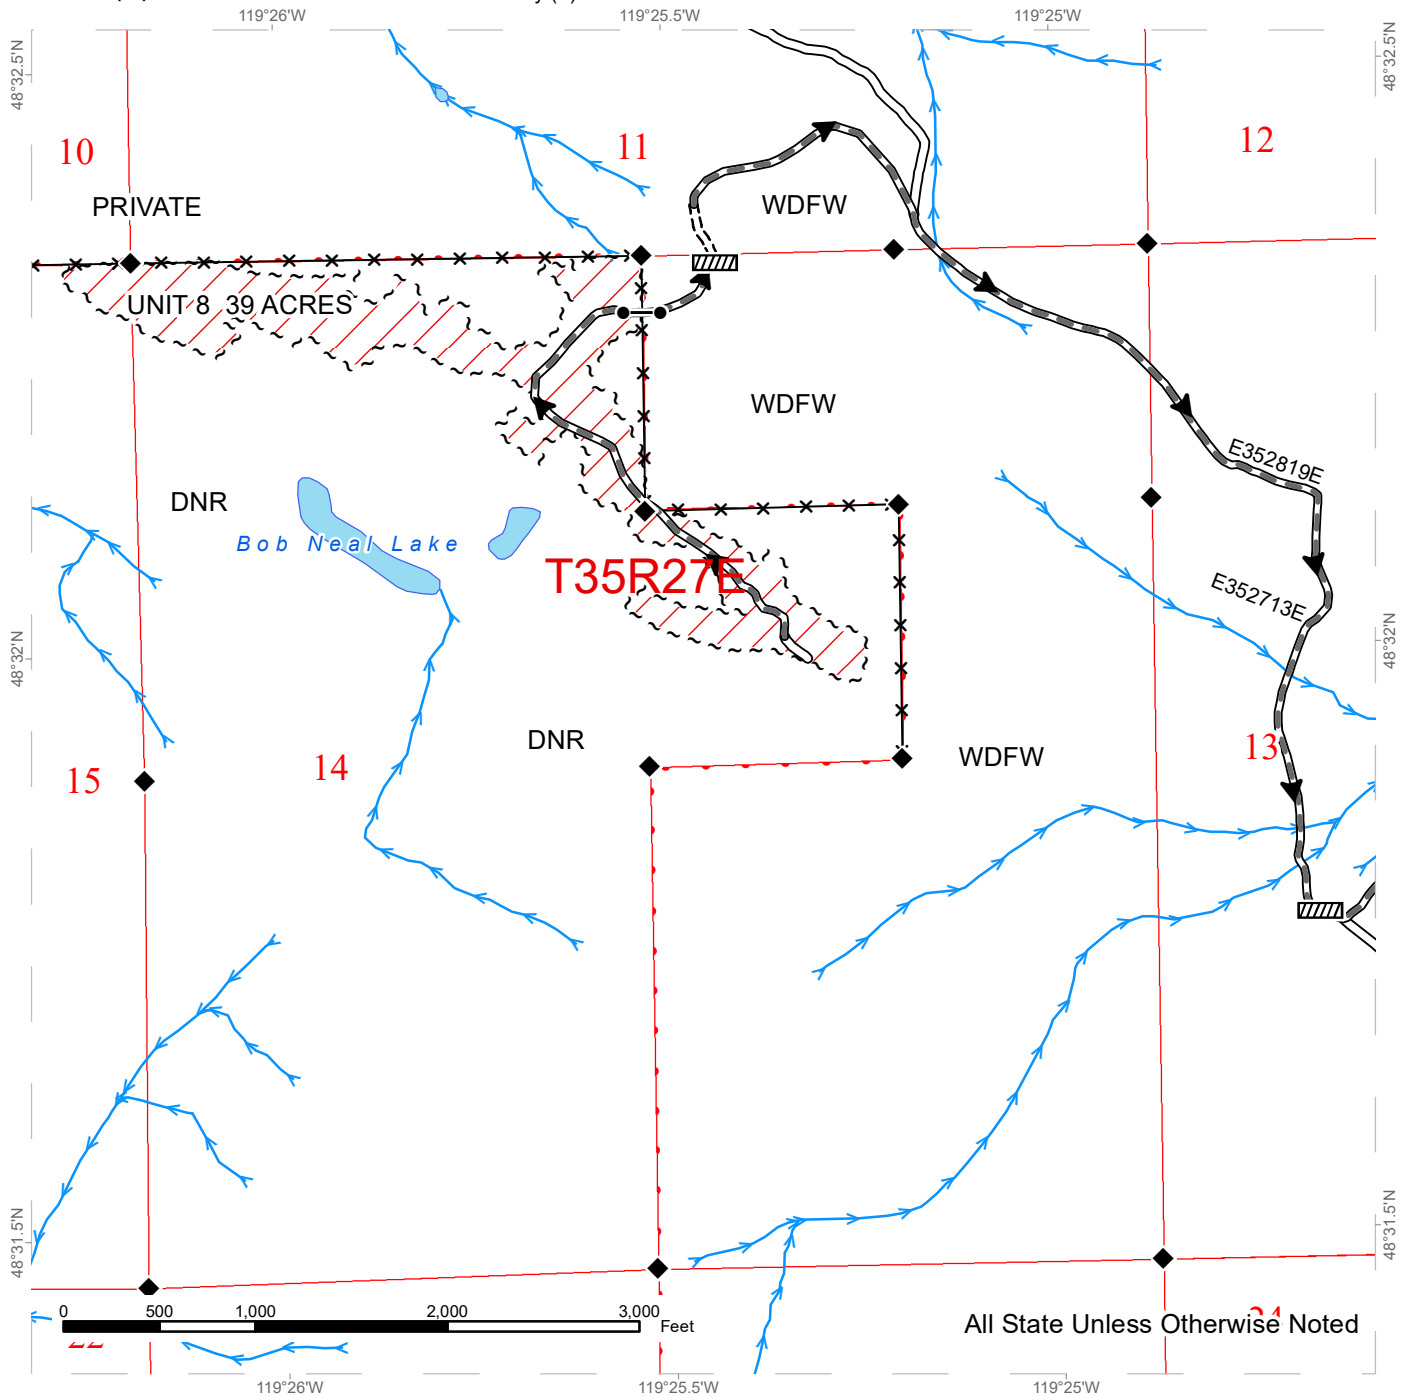 119°26'W 119°25.5'W 119°25'W
48°32.5'N 48°32.5'N
10 11 12
PRIVATE WDFW
UNIT 8 39 ACRES
WDFW
E352819E
DNR
Bob Neal Lake
T35R27E
E352713E
48°32'N 48°32'N
DNR WDFW 13
15 14
48°31.5'N 48°31.5'N
0 500 1,000 2,000 3,000
Feet
All State Unless Otherwise Noted
22 24
119°26'W 119°25.5'W 119°25'W